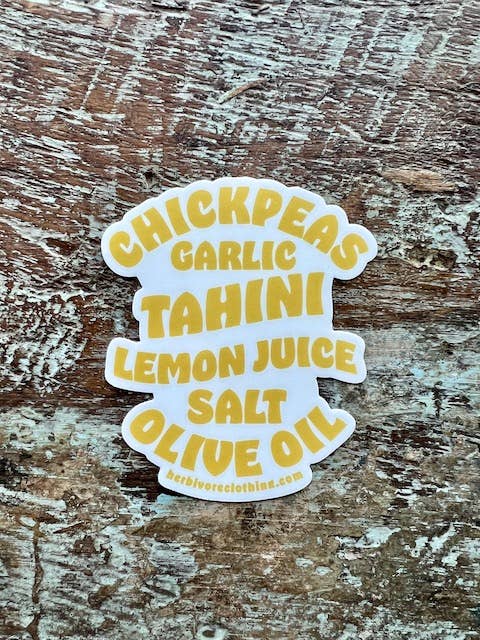 CHICKPEAS
GARLIC
TAHINI
LEMON JUICE
SALT
OLIVE OIL
herbivoreclothing.com